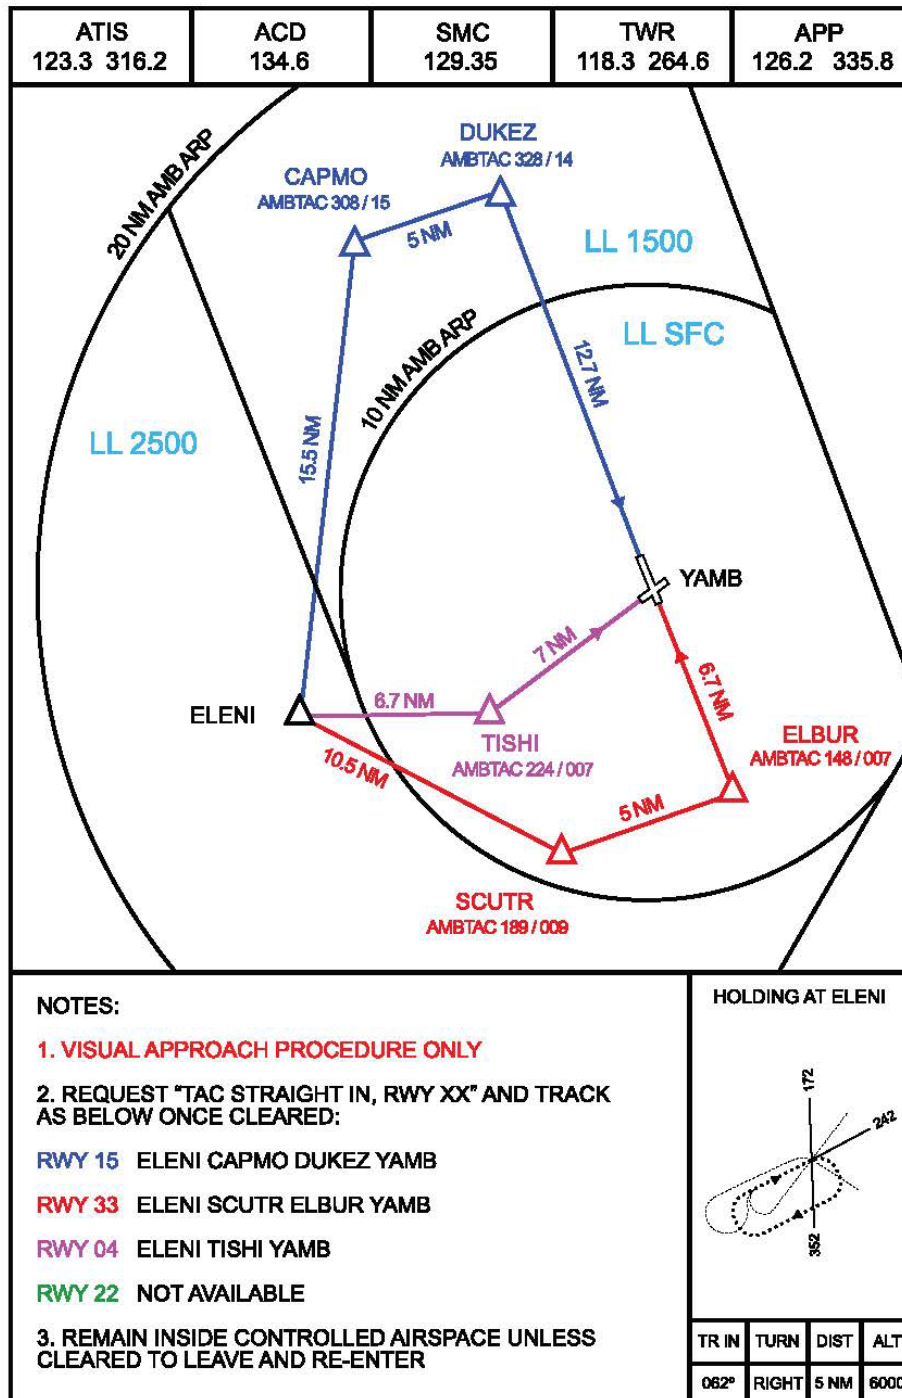 ATIS
123.3 316.2
ACD
134.6
SMC
129.35
TWR
118.3 264.6
APP
126.2 335.8
20 NM AMB ARP
DUKEZ
AMBTAC 328 / 14
CAPMO
AMBTAC 308 / 15
5 NM
LL 1500
LL SFC
10 NM AMB ARP
12.7 NM
LL 2500
15.5 NM
YAMB
7 NM
6.7 NM
ELENI
6.7 NM
TISHI
AMBTAC 224 / 007
ELBUR
AMBTAC 148 / 007
10.5 NM
5 NM
SCUTR
AMBTAC 189 / 009
NOTES:
1. VISUAL APPROACH PROCEDURE ONLY
2. REQUEST "TAC STRAIGHT IN, RWY XX" AND TRACK
AS BELOW ONCE CLEARED:
RWY 15 ELENI CAPMO DUKEZ YAMB
RWY 33 ELENI SCUTR ELBUR YAMB
RWY 04 ELENI TISHI YAMB
RWY 22 NOT AVAILABLE
3. REMAIN INSIDE CONTROLLED AIRSPACE UNLESS
CLEARED TO LEAVE AND RE-ENTER
HOLDING AT ELENI
172
242
352
TR IN TURN DIST ALT
062° RIGHT 5 NM 6000